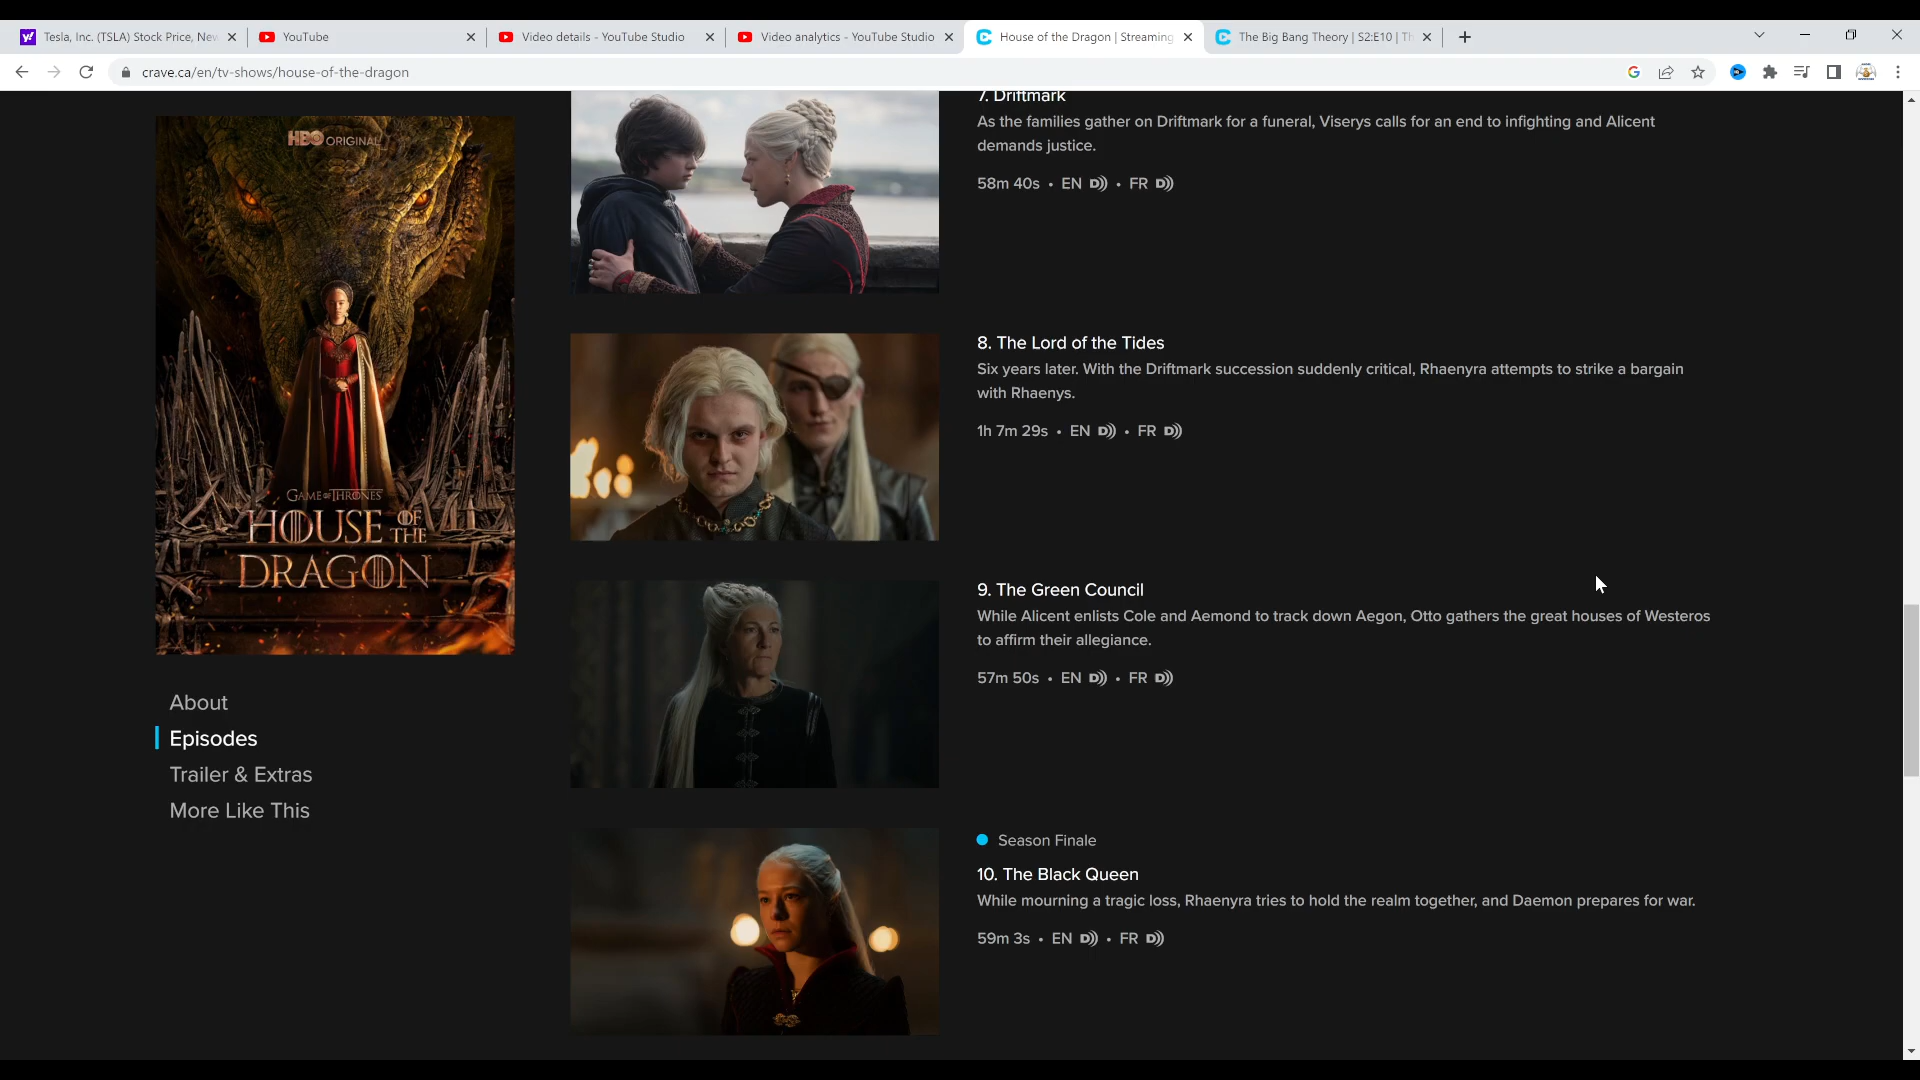 Tesla, Inc. (TSLA) Stock Price, New
YouTube
Video details - YouTube Studio
Video analytics - YouTube Studio
House of the Dragon | Streaming
The Big Bang Theory | S2:E10 | Th
crave.ca/en/tv-shows/house-of-the-dragon
HBO ORIGINAL
GAME OF THRONES
HOUSE OF THE
DRAGON
About
Episodes
Trailer & Extras
More Like This
7. Driftmark
As the families gather on Driftmark for a funeral, Viserys calls for an end to infighting and Alicent
demands justice.
58m 40s • EN D)) • FR D))
8. The Lord of the Tides
Six years later. With the Driftmark succession suddenly critical, Rhaenyra attempts to strike a bargain
with Rhaenys.
1h 7m 29s • EN D)) • FR D))
9. The Green Council
While Alicent enlists Cole and Aemond to track down Aegon, Otto gathers the great houses of Westeros
to affirm their allegiance.
57m 50s • EN D)) • FR D))
Season Finale
10. The Black Queen
While mourning a tragic loss, Rhaenyra tries to hold the realm together, and Daemon prepares for war.
59m 3s • EN D)) • FR D))